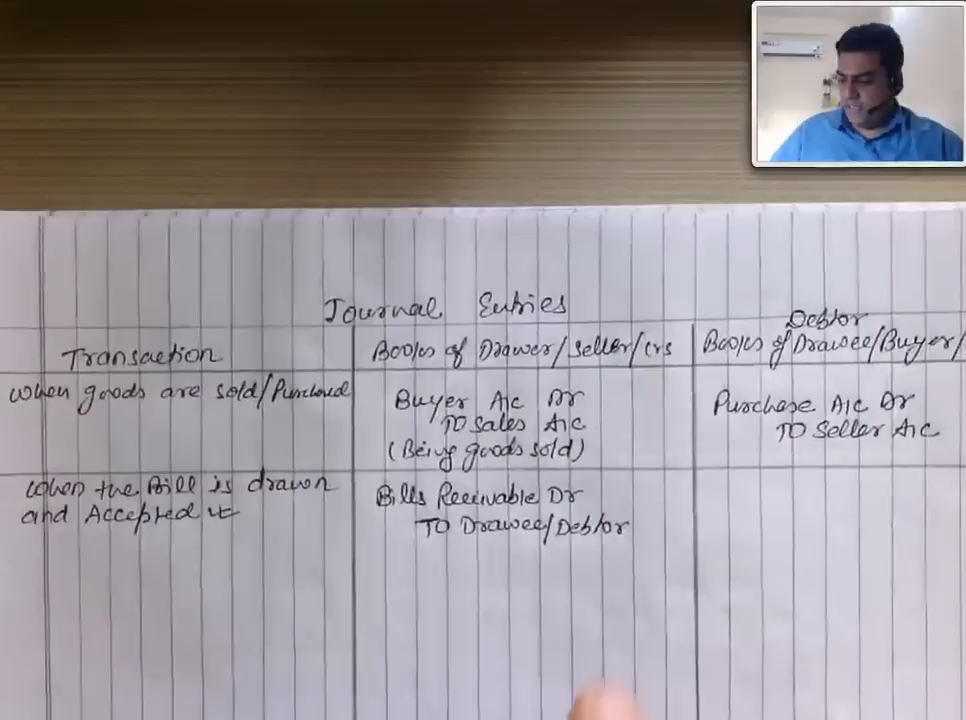 Journal Entries
Transaction
Books of Drawer/Seller/Crs
Debtor
Books of Drawee/Buyer/
When goods are sold/Purchased
Buyer A/c Dr
TO Sales A/c
(Being goods sold)
Purchase A/c Dr
TO Seller A/c
When the Bill is drawn
and Accepted it
Bills Receivable Dr
TO Drawee/Debtor